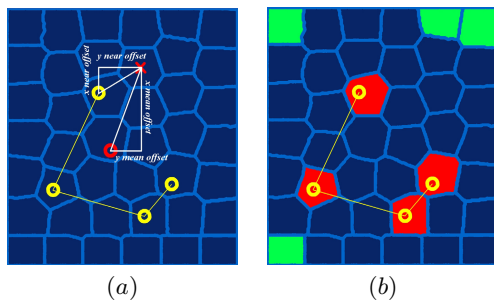 y near offset
x near offset
x mean offset
y mean offset
(a)
(b)